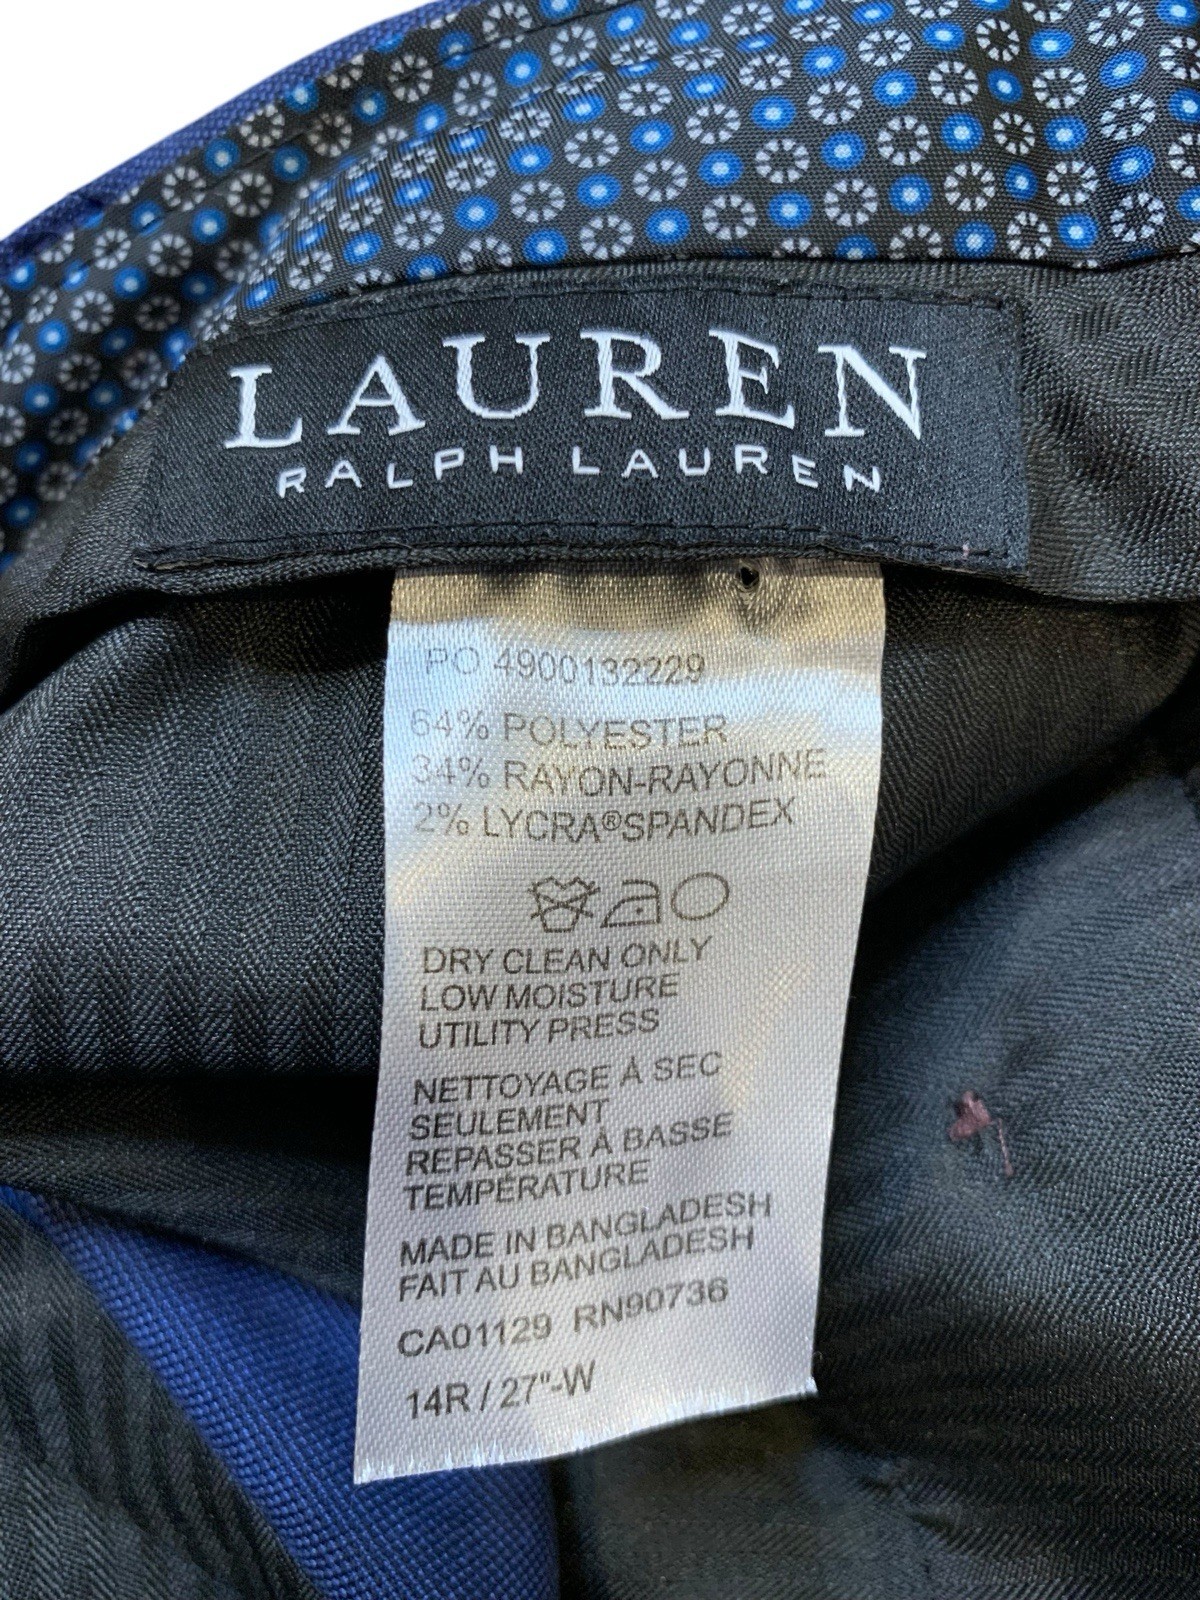 LAUREN
RALPH LAUREN
PO 4900132229
64% POLYESTER
34% RAYON-RAYONNE
2% LYCRA®SPANDEX
DRY CLEAN ONLY
LOW MOISTURE
UTILITY PRESS
NETTOYAGE À SEC
SEULEMENT
REPASSER À BASSE
TEMPÉRATURE
MADE IN BANGLADESH
FAIT AU BANGLADESH
CA01129 RN90736
14R / 27"-W